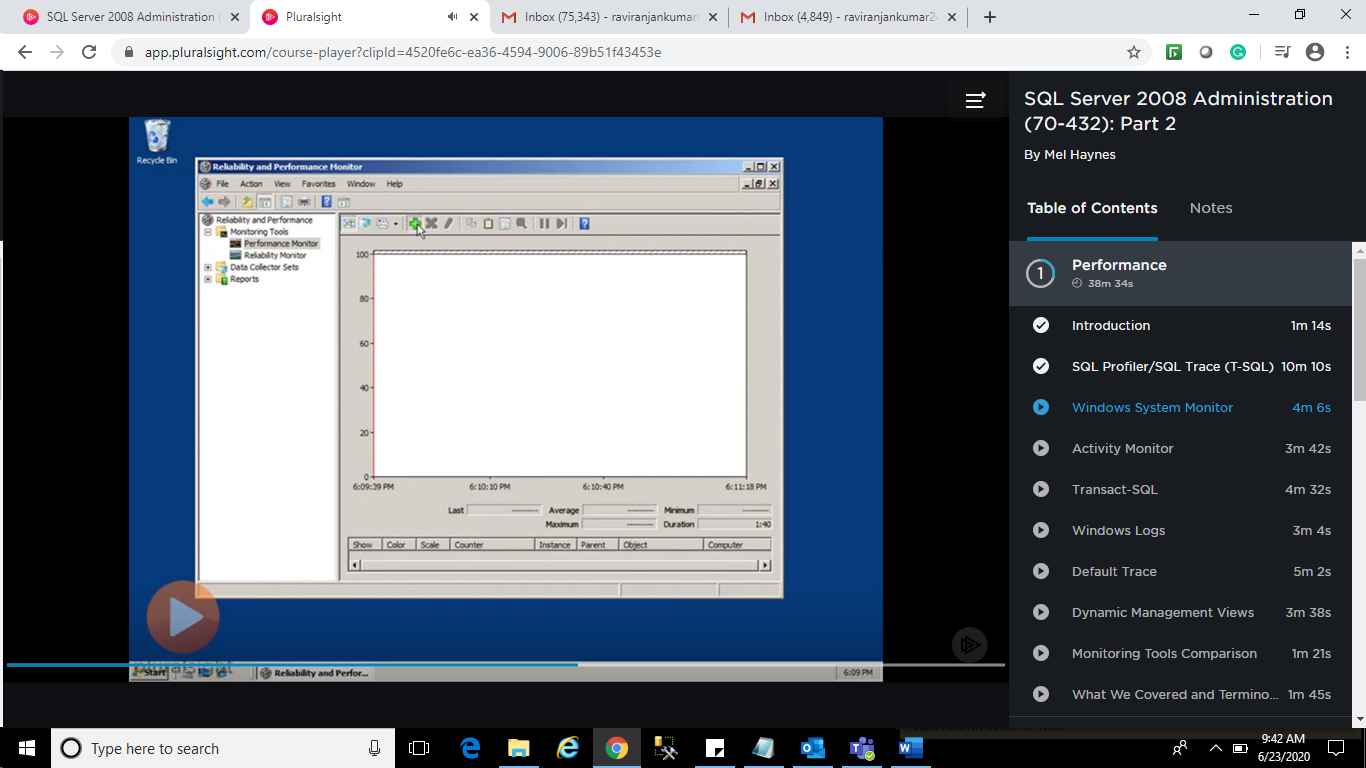 SQL Server 2008 Administration (
Pluralsight
Inbox (75,343) - raviranjankumar
Inbox (4,849) - raviranjankumar2
app.pluralsight.com/course-player?clipId=4520fe6c-ea36-4594-9006-89b51f43453e
Recycle Bin
Reliability and Performance Monitor
File Action View Favorites Window Help
Reliability and Performance
Monitoring Tools
Performance Monitor
Reliability Monitor
Data Collector Sets
Reports
100
80
60
40
20
0
6:09:39 PM 6:10:10 PM 6:10:40 PM 6:11:18 PM
Last --------- Average --------- Minimum ---------
Maximum --------- Duration 1:40
Show Color Scale Counter Instance Parent Object Computer
Start Reliability and Perfor... 6:09 PM
SQL Server 2008 Administration
(70-432): Part 2
By Mel Haynes
Table of Contents Notes
1 Performance
38m 34s
Introduction 1m 14s
SQL Profiler/SQL Trace (T-SQL) 10m 10s
Windows System Monitor 4m 6s
Activity Monitor 3m 42s
Transact-SQL 4m 32s
Windows Logs 3m 4s
Default Trace 5m 2s
Dynamic Management Views 3m 38s
Monitoring Tools Comparison 1m 21s
What We Covered and Termino... 1m 45s
Type here to search
9:42 AM
6/23/2020